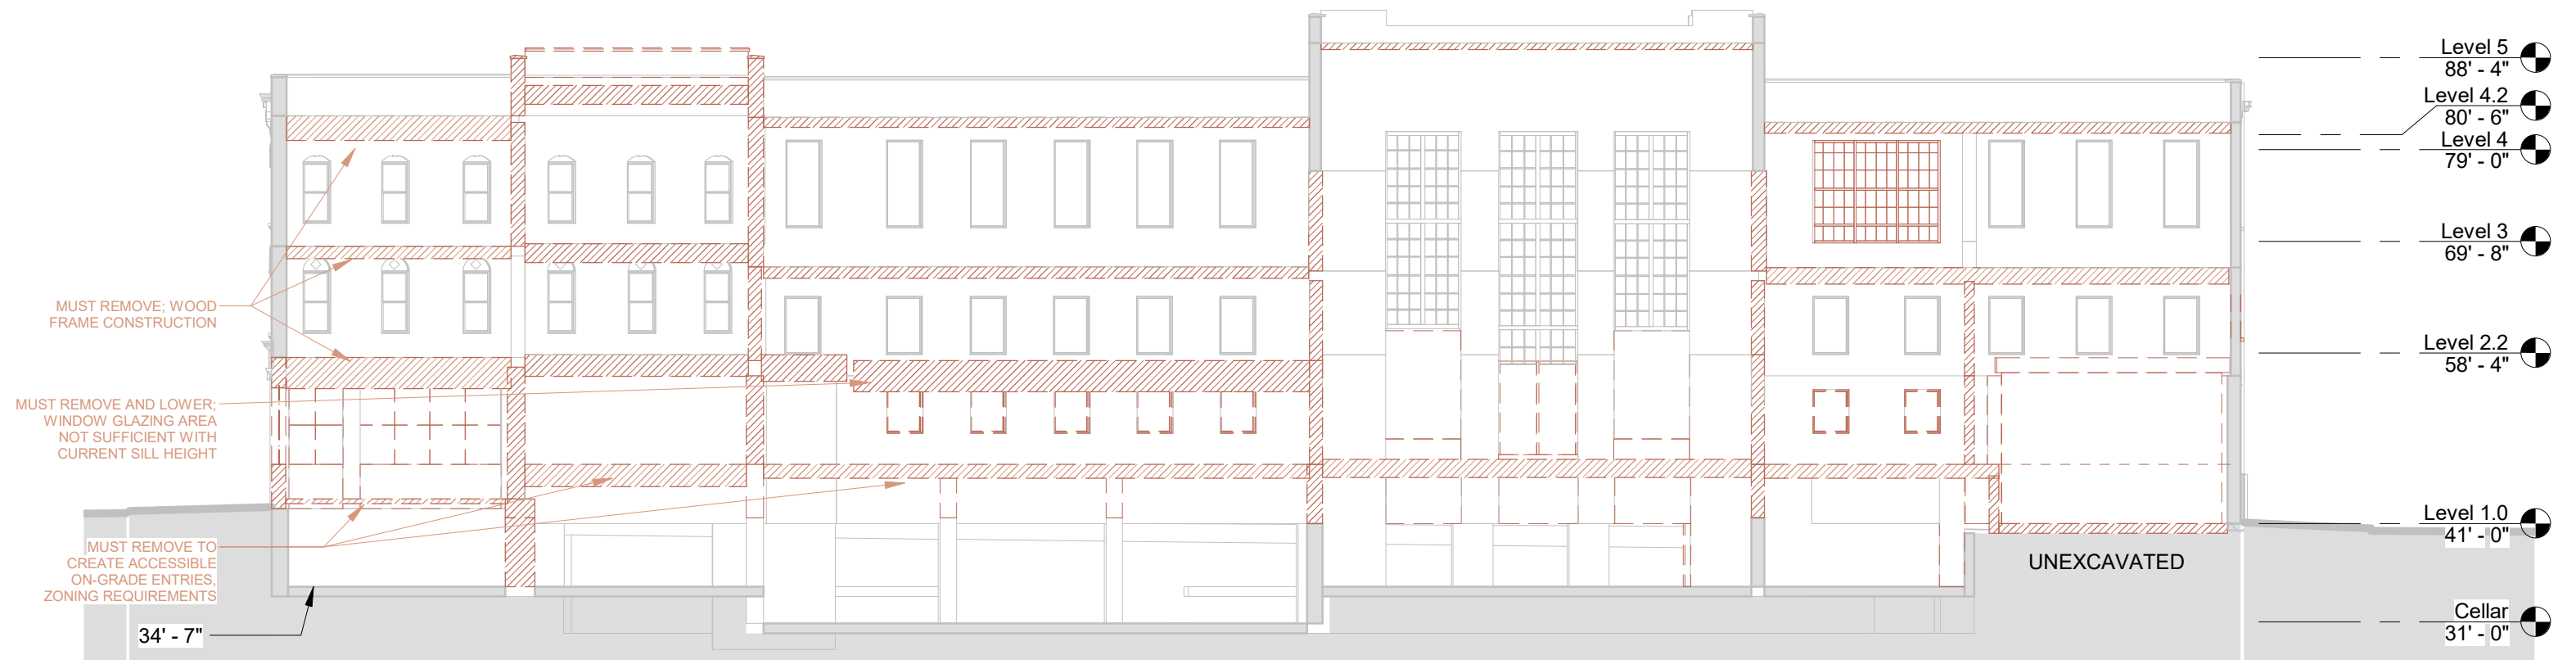 MUST REMOVE; WOOD
FRAME CONSTRUCTION
MUST REMOVE AND LOWER;
WINDOW GLAZING AREA
NOT SUFFICIENT WITH
CURRENT SILL HEIGHT
MUST REMOVE TO
CREATE ACCESSIBLE
ON-GRADE ENTRIES,
ZONING REQUIREMENTS
34' - 7"
UNEXCAVATED
Level 5
88' - 4"
Level 4.2
80' - 6"
Level 4
79' - 0"
Level 3
69' - 8"
Level 2.2
58' - 4"
Level 1.0
41' - 0"
Cellar
31' - 0"